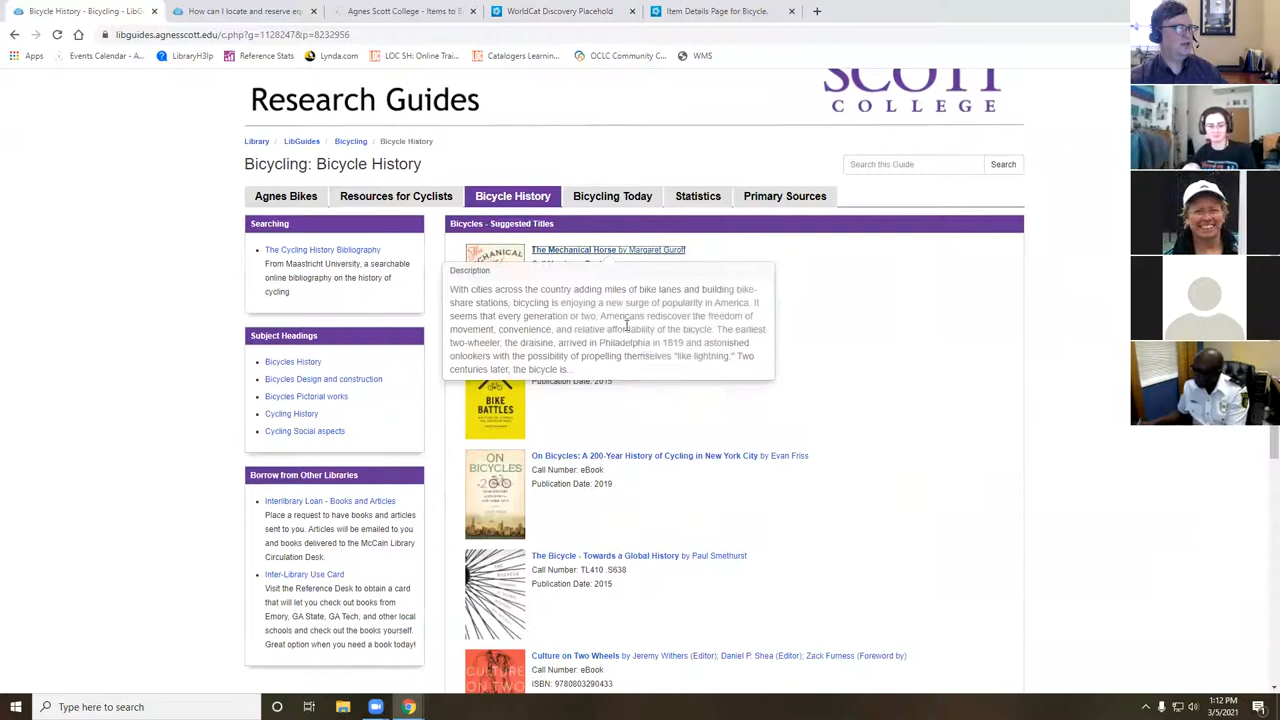 Bicycling - LibGuides at Agnes
How can I locate and request
Agnes Scott College - Items to B
WorldCat Discovery Placehold
Item Details Page for Bicycle.
libguides.agnesscott.edu/c.php?g=1128247&p=8232956
Apps
Events Calendar - A...
LibraryH3lp
Reference Stats
Lynda.com
LOC SH: Training
Catalogers Learning...
OCLC Community C...
WMS
Research Guides
SCOTT
COLLEGE
Library / LibGuides / Bicycling / Bicycle History
Bicycling: Bicycle History
Search this Guide
Search
Agnes Bikes
Resources for Cyclists
Bicycle History
Bicycling Today
Statistics
Primary Sources
Searching
The Cycling History Bibliography
From Maastricht University, a searchable
online bibliography on the history of
cycling
Subject Headings
Bicycles History
Bicycles Design and construction
Bicycles Pictorial works
Cycling History
Cycling Social aspects
Borrow from Other Libraries
Interlibrary Loan - Books and Articles
Place a request to have books and articles
sent to you. Articles will be emailed to you
and books delivered to the McCain Library
Circulation Desk.
Inter-Library Use Card
Visit the Reference Desk to obtain a card
that will let you check out books from
Emory, GA State, GA Tech, and other local
schools and check out the books yourself.
Great option when you need a book today!
Bicycles - Suggested Titles
The Mechanical Horse by Margaret Guroff
Description
With cities across the country adding miles of bike lanes and building bike-
share stations, bicycling is enjoying a new surge of popularity in America. It
seems that every generation or two, Americans rediscover the freedom of
movement, convenience, and relative affordability of the bicycle. The earliest
two-wheeler, the draisine, arrived in Philadelphia in 1819 and astonished
onlookers with the possibility of propelling themselves "like lightning." Two
centuries later, the bicycle is...
Publication Date: 2015
BIKE
BATTLES
On Bicycles: A 200-Year History of Cycling in New York City by Evan Friss
Call Number: eBook
Publication Date: 2019
ON
BICYCLES
The Bicycle - Towards a Global History by Paul Smethurst
Call Number: TL410 .S638
Publication Date: 2015
Culture on Two Wheels by Jeremy Withers (Editor); Daniel P. Shea (Editor); Zack Furness (Foreword by)
Call Number: eBook
ISBN: 9780803290433
CULTURE
ON TWO
Type here to search
1:12 PM
3/5/2021